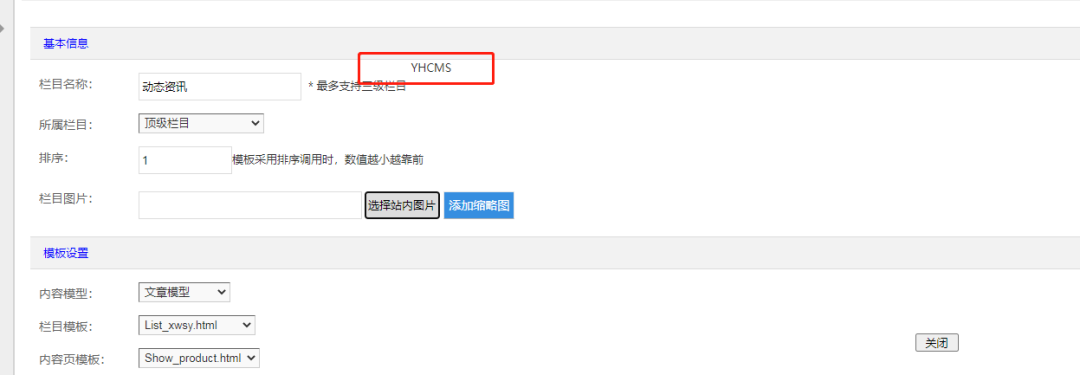 基本信息
YHCMS
栏目名称: 动态资讯 * 最多支持三级栏目
所属栏目: 顶级栏目
排序: 1 模板采用排序调用时，数值越小越靠前
栏目图片: 选择站内图片 添加缩略图
模板设置
内容模型: 文章模型
栏目模板: List_xwsy.html
关闭
内容页模板: Show_product.html